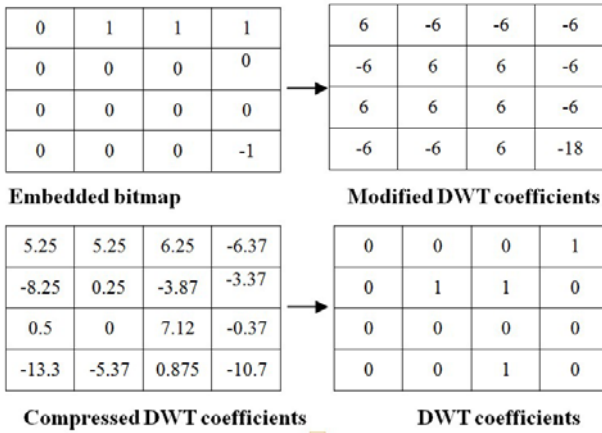 0 1 1 1
0 0 0 0
0 0 0 0
0 0 0 -1
6 -6 -6 -6
-6 6 6 -6
6 6 6 -6
-6 -6 6 -18
Embedded bitmap
Modified DWT coefficients
5.25 5.25 6.25 -6.37
-8.25 0.25 -3.87 -3.37
0.5 0 7.12 -0.37
-13.3 -5.37 0.875 -10.7
0 0 0 1
0 1 1 0
0 0 0 0
0 0 1 0
Compressed DWT coefficients
DWT coefficients